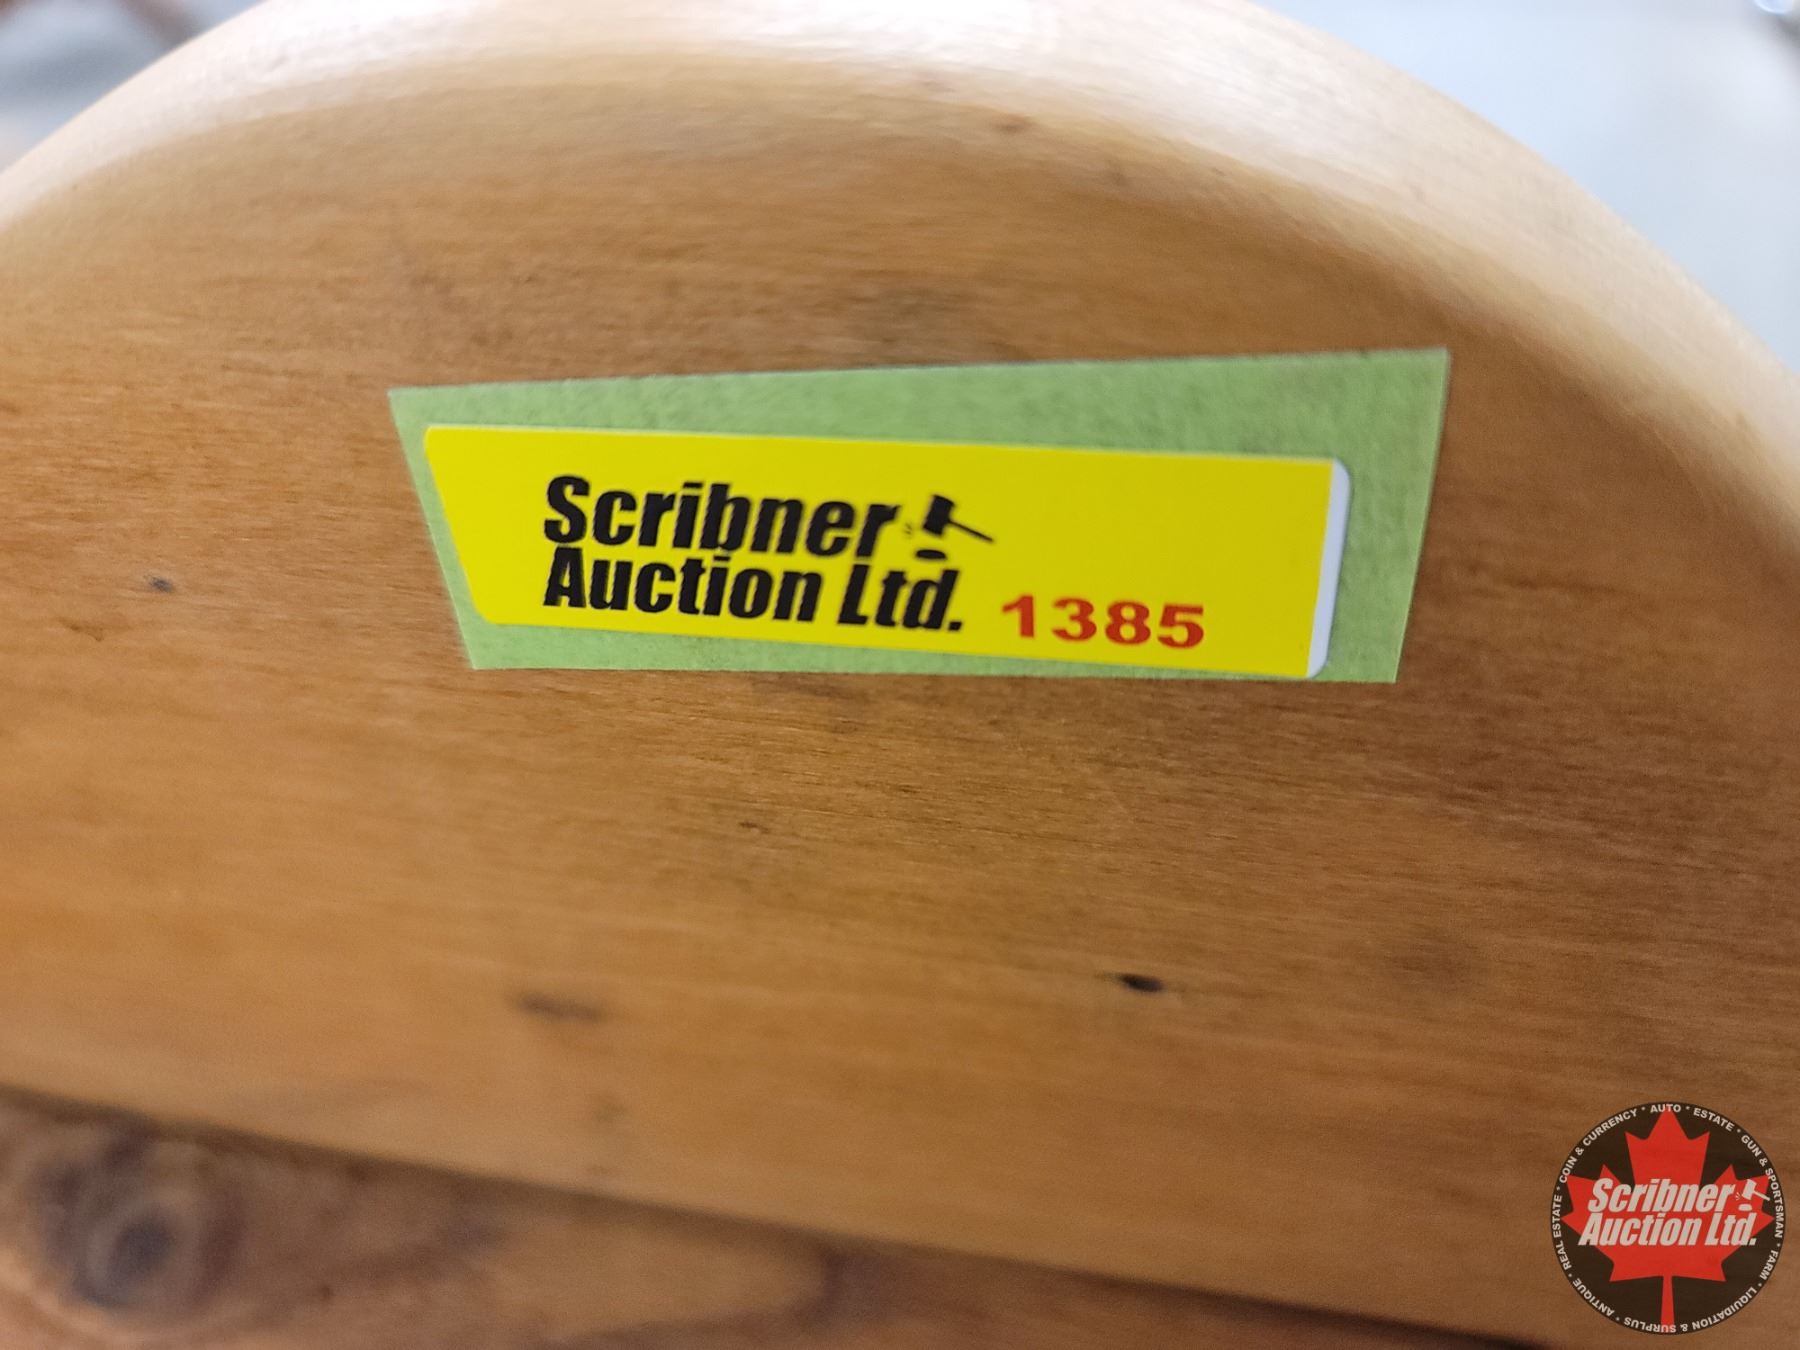 Scribner
Auction Ltd. 1385
COIN & CURRENCY * AUTO * ESTATE * GUN & SPORTSMAN * FARM * LIQUIDATION & SURPLUS * ANTIQUE * REAL ESTATE *
Scribner
Auction Ltd.